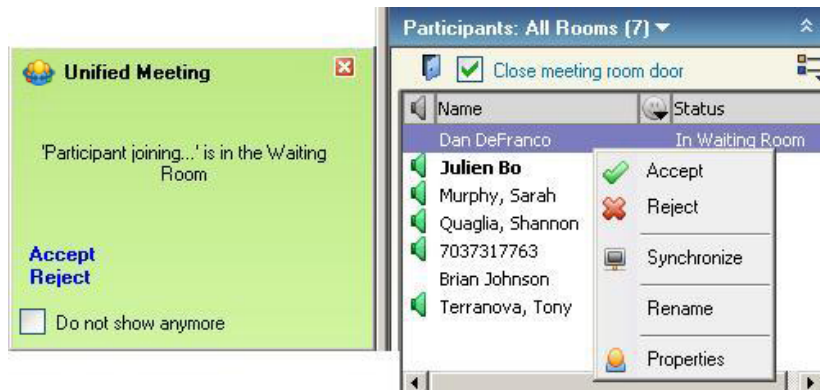 Unified Meeting
'Participant joining...' is in the Waiting
Room
Accept
Reject
Do not show anymore
Participants: All Rooms (7)
Close meeting room door
Name Status
Dan DeFranco In Waiting Room
Julien Bo
Murphy, Sarah
Quaglia, Shannon
7037317763
Brian Johnson
Terranova, Tony
Accept
Reject
Synchronize
Rename
Properties